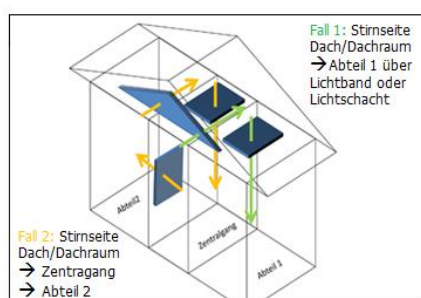 Fall 1: Stirnseite
Dach/Dachraum
→Abteil 1 über
Lichtband oder
Lichtschacht
Abteil2
Zentralgang
Abteil 1
Fall 2: Stirnseite
Dach/Dachraum
→ Zentragang
→ Abteil 2